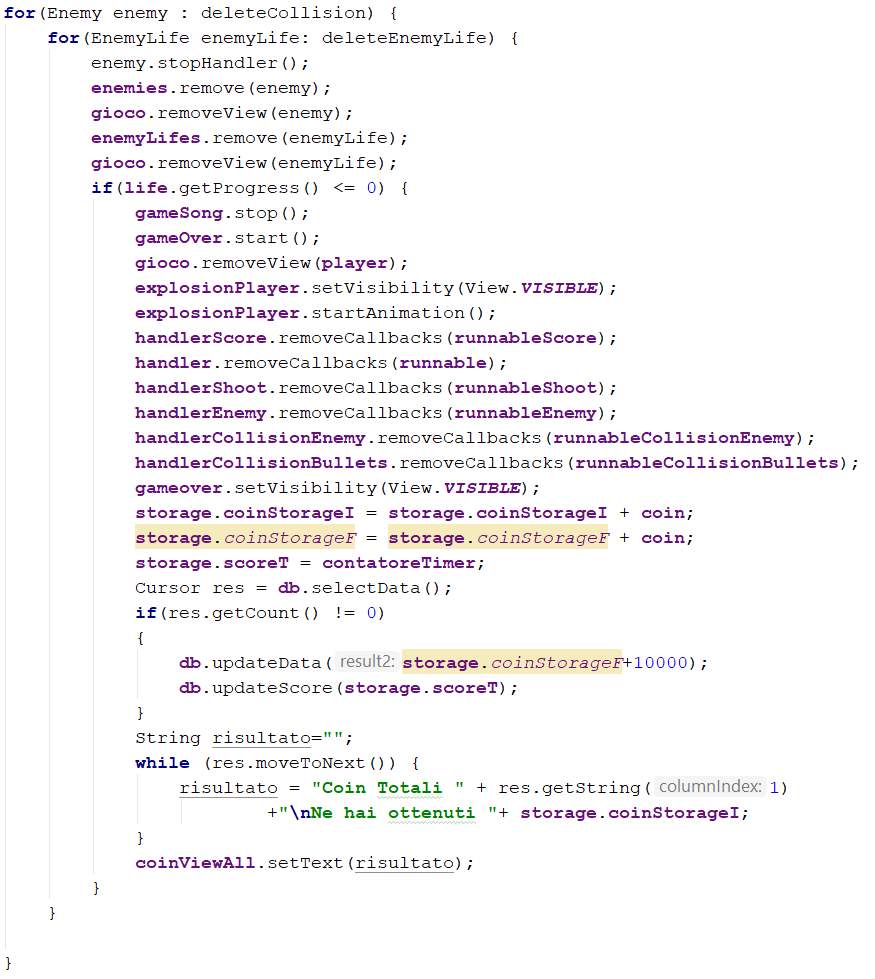 for(Enemy enemy : deleteCollision) {
for(EnemyLife enemyLife: deleteEnemyLife) {
enemy.stopHandler();
enemies.remove(enemy);
gioco.removeView(enemy);
enemyLifes.remove(enemyLife);
gioco.removeView(enemyLife);
if(life.getProgress() <= 0) {
gameSong.stop();
gameOver.start();
gioco.removeView(player);
explosionPlayer.setVisibility(View.VISIBLE);
explosionPlayer.startAnimation();
handlerScore.removeCallbacks(runnableScore);
handler.removeCallbacks(runnable);
handlerShoot.removeCallbacks(runnableShoot);
handlerEnemy.removeCallbacks(runnableEnemy);
handlerCollisionEnemy.removeCallbacks(runnableCollisionEnemy);
handlerCollisionBullets.removeCallbacks(runnableCollisionBullets);
gameover.setVisibility(View.VISIBLE);
storage.coinStorageI = storage.coinStorageI + coin;
storage.coinStorageF = storage.coinStorageF + coin;
storage.scoreT = contatoreTimer;
Cursor res = db.selectData();
if(res.getCount() != 0)
{
db.updateData( result2: storage.coinStorageF+10000);
db.updateScore(storage.scoreT);
}
String risultato="";
while (res.moveToNext()) {
risultato = "Coin Totali " + res.getString( columnIndex: 1)
+"\nNe hai ottenuti "+ storage.coinStorageI;
}
coinViewAll.setText(risultato);
}
}
}